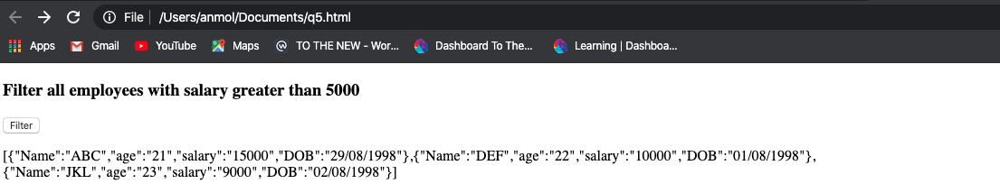 File | /Users/anmol/Documents/q5.html
Apps Gmail YouTube Maps TO THE NEW - Wor... Dashboard To The... Learning | Dashboa...
Filter all employees with salary greater than 5000
Filter
[{"Name":"ABC","age":"21","salary":"15000","DOB":"29/08/1998"},{"Name":"DEF","age":"22","salary":"10000","DOB":"01/08/1998"},
{"Name":"JKL","age":"23","salary":"9000","DOB":"02/08/1998"}]